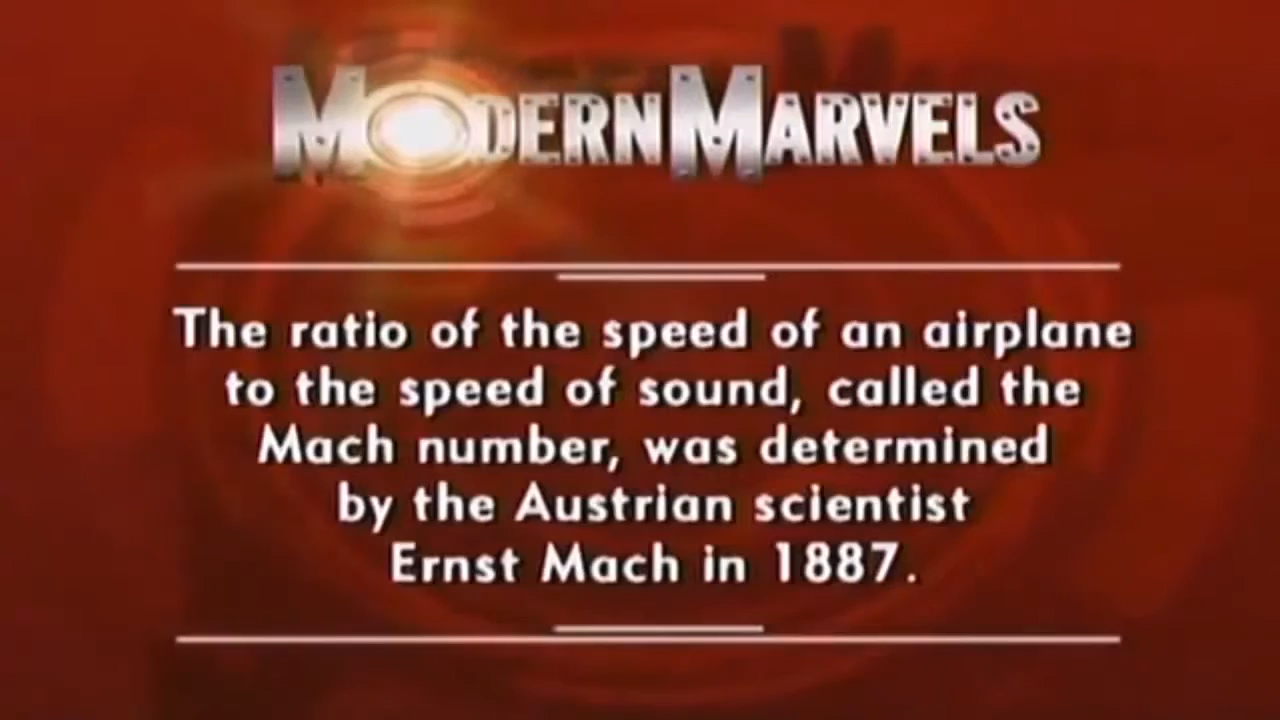 MODERN MARVELS
The ratio of the speed of an airplane
to the speed of sound, called the
Mach number, was determined
by the Austrian scientist
Ernst Mach in 1887.